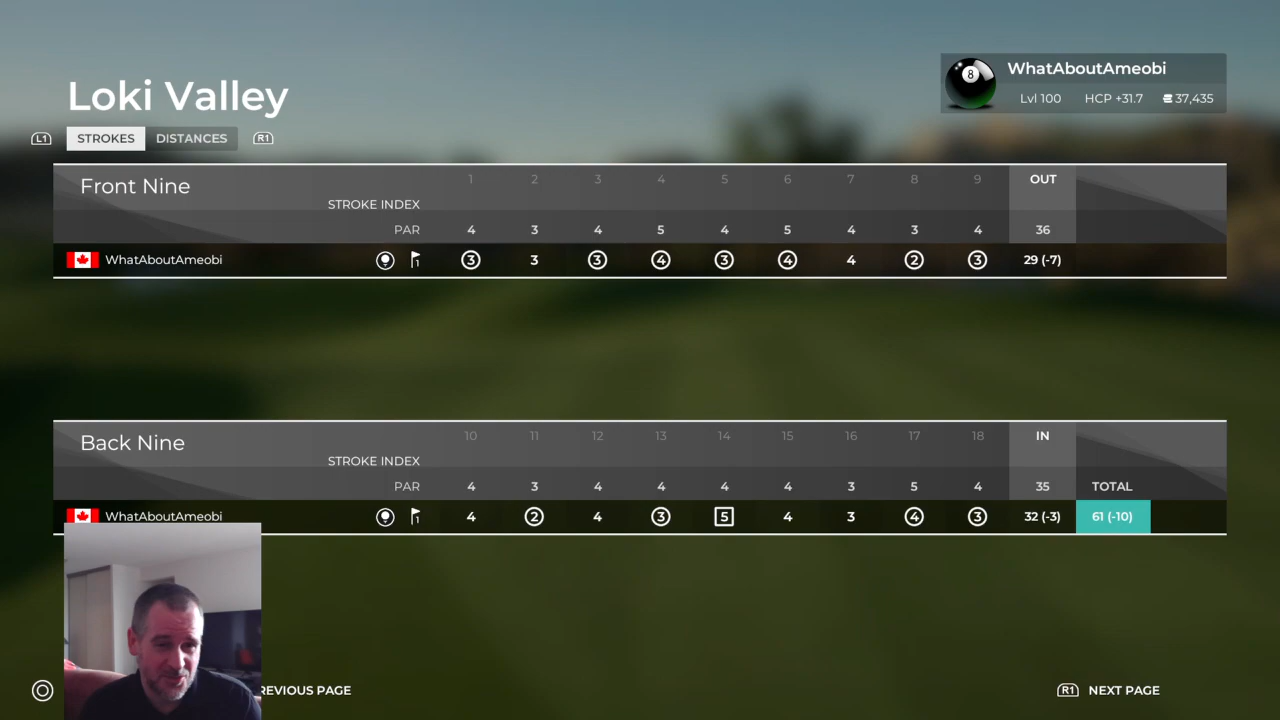 WhatAboutAmeobi
Lvl 100 HCP +31.7 37,435
Loki Valley
L1 STROKES DISTANCES R1
Front Nine 1 2 3 4 5 6 7 8 9 OUT
STROKE INDEX
PAR 4 3 4 5 4 5 4 3 4 36
WhatAboutAmeobi 1 3 3 3 4 3 4 4 2 3 29 (-7)
Back Nine 10 11 12 13 14 15 16 17 18 IN
STROKE INDEX
PAR 4 3 4 4 4 4 3 5 4 35 TOTAL
WhatAboutAmeobi 1 4 2 4 3 5 4 3 4 3 32 (-3) 61 (-10)
REVIOUS PAGE R1 NEXT PAGE